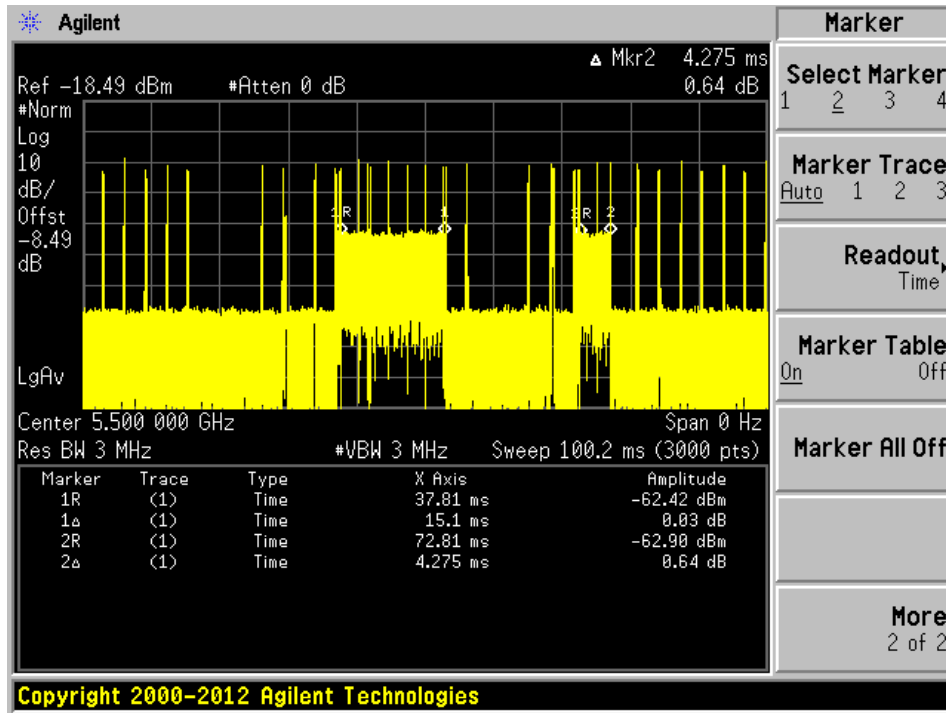 Agilent
Marker
Δ Mkr2 4.275 ms
Ref -18.49 dBm #Atten 0 dB 0.64 dB
#Norm
Log
10
dB/
Offst
-8.49
dB
LgAv
1R 1 2R 2
Center 5.500 000 GHz Span 0 Hz
Res BW 3 MHz #VBW 3 MHz Sweep 100.2 ms (3000 pts)
Marker Trace Type X Axis Amplitude
1R (1) Time 37.81 ms -62.42 dBm
1Δ (1) Time 15.1 ms 0.03 dB
2R (1) Time 72.81 ms -62.90 dBm
2Δ (1) Time 4.275 ms 0.64 dB
Select Marker
1 2 3 4
Marker Trace
Auto 1 2 3
Readout
Time
Marker Table
On Off
Marker All Off
More
2 of 2
Copyright 2000-2012 Agilent Technologies